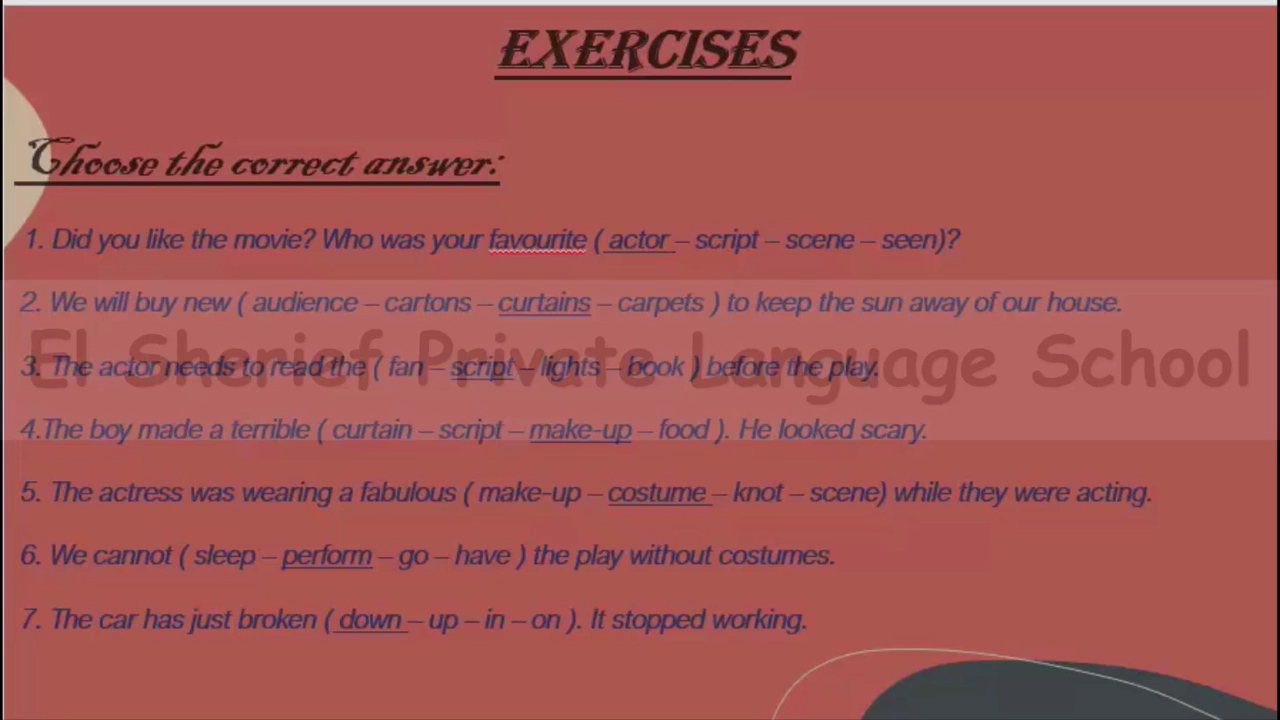 EXERCISES
Choose the correct answer:
1. Did you like the movie? Who was your favourite ( actor – script – scene – seen)?
2. We will buy new ( audience – cartons – curtains – carpets ) to keep the sun away of our house.
El Sherief Private Language School
3. The actor needs to read the ( fan – script – lights – book ) before the play.
4.The boy made a terrible ( curtain – script – make-up – food ). He looked scary.
5. The actress was wearing a fabulous ( make-up – costume – knot – scene) while they were acting.
6. We cannot ( sleep – perform – go – have ) the play without costumes.
7. The car has just broken ( down – up – in – on ). It stopped working.